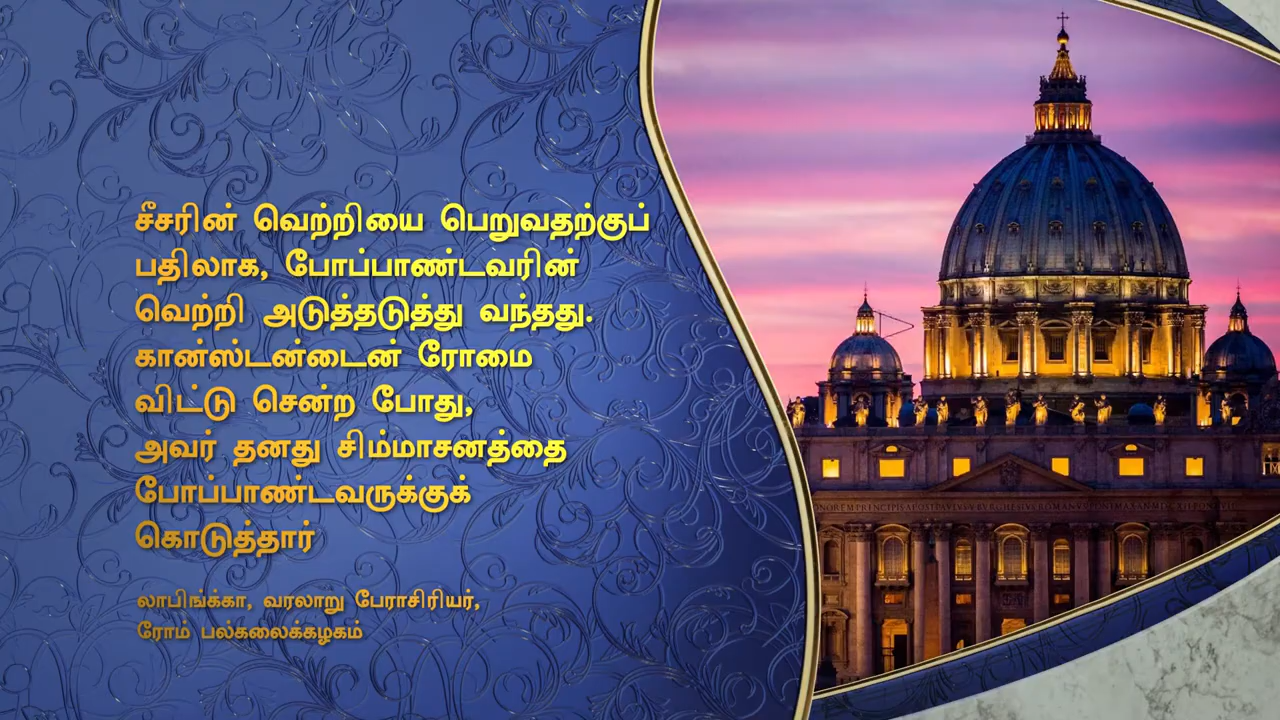 சீசரின் வெற்றியை பெறுவதற்குப்
பதிலாக, போப்பாண்டவரின்
வெற்றி அடுத்தடுத்து வந்தது.
கான்ஸ்டன்டைன் ரோமை
விட்டு சென்ற போது,
அவர் தனது சிம்மாசனத்தை
போப்பாண்டவருக்குக்
கொடுத்தார்
லாபிங்க்கா, வரலாறு பேராசிரியர்,
ரோம் பல்கலைக்கழகம்